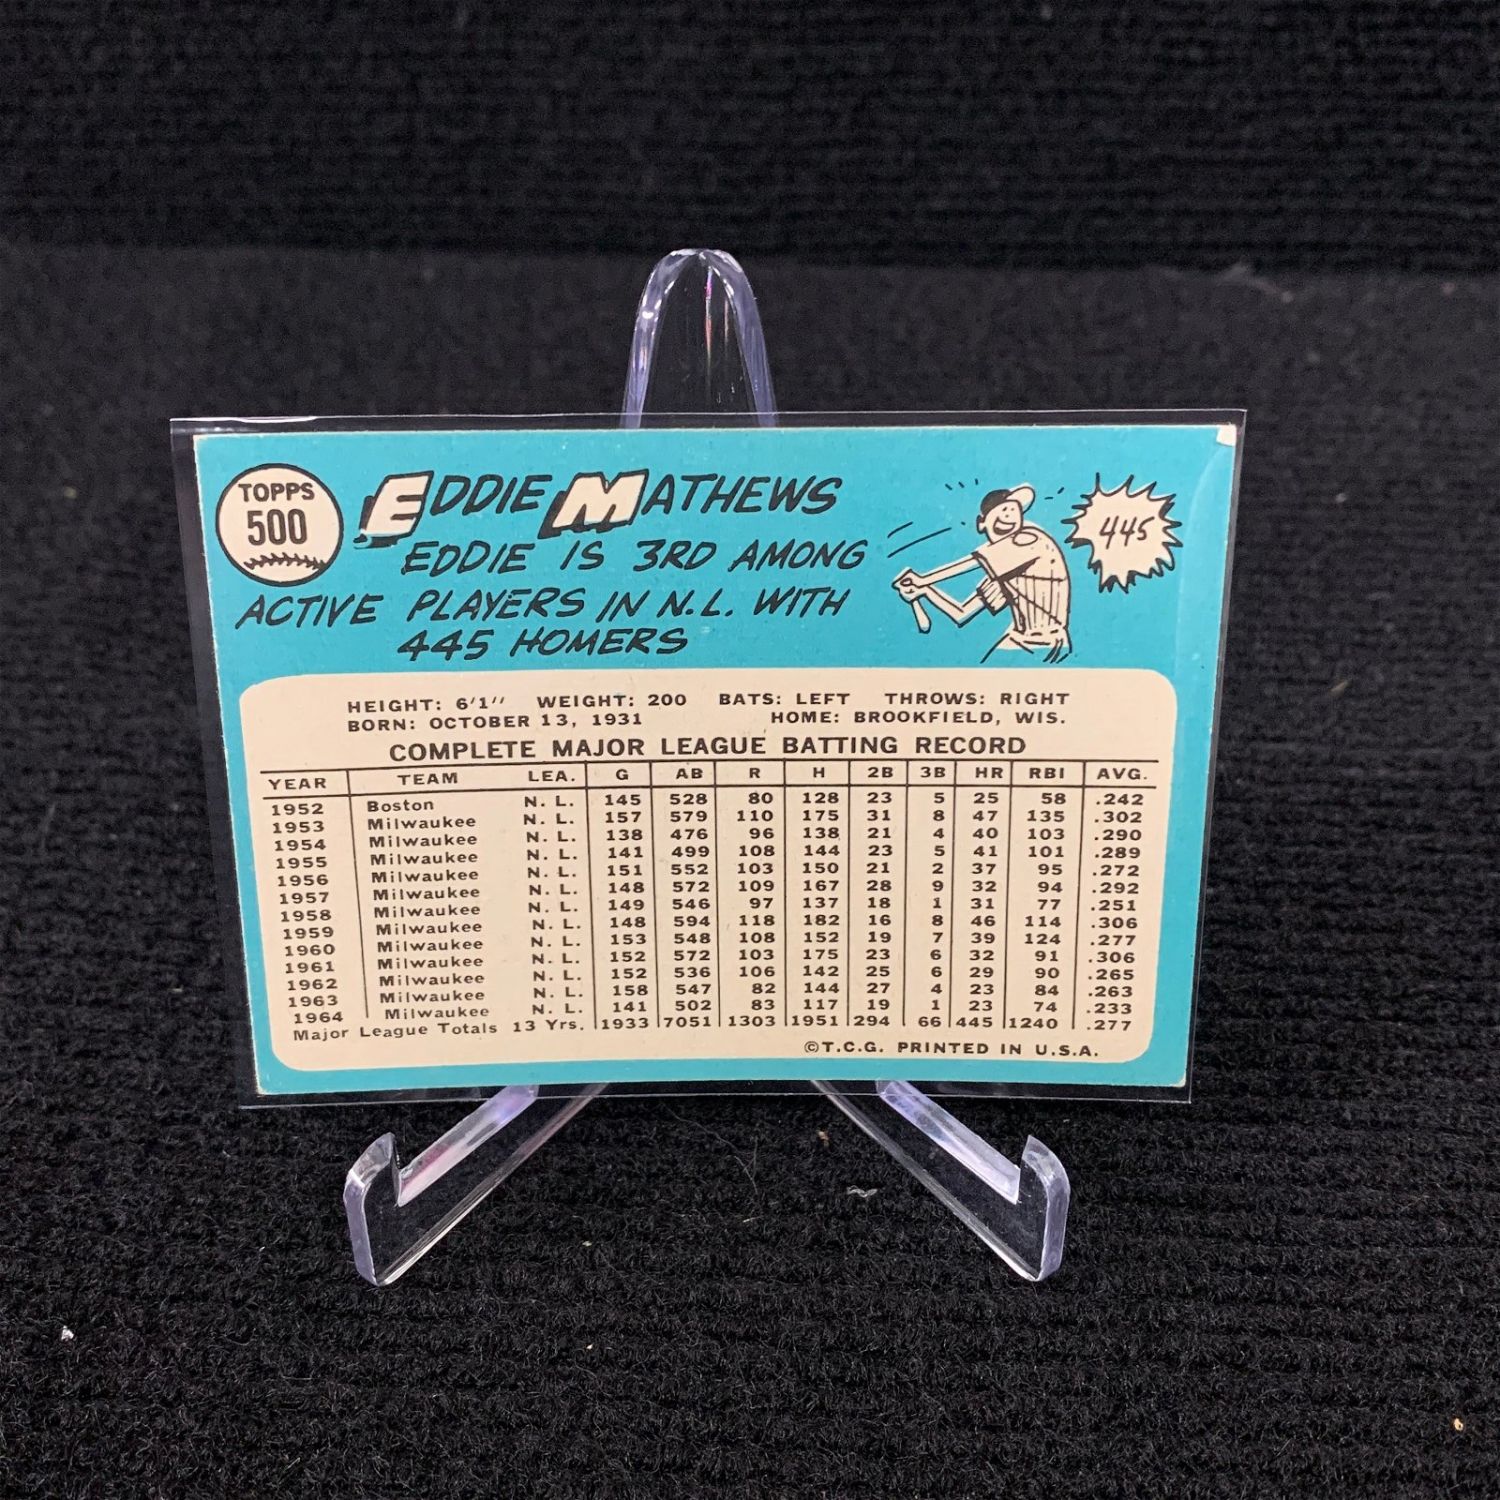 TOPPS
500
EDDIE MATHEWS
EDDIE IS 3RD AMONG
ACTIVE PLAYERS IN N.L. WITH
445 HOMERS
445
HEIGHT: 6'1" WEIGHT: 200 BATS: LEFT THROWS: RIGHT
BORN: OCTOBER 13, 1931 HOME: BROOKFIELD, WIS.
COMPLETE MAJOR LEAGUE BATTING RECORD
YEAR TEAM LEA. G AB R H 2B 3B HR RBI AVG.
1952 Boston N. L. 145 528 80 128 23 5 25 58 .242
1953 Milwaukee N. L. 157 579 110 175 31 8 47 135 .302
1954 Milwaukee N. L. 138 476 96 138 21 4 40 103 .290
1955 Milwaukee N. L. 141 499 108 144 23 5 41 101 .289
1956 Milwaukee N. L. 151 552 103 150 21 2 37 95 .272
1957 Milwaukee N. L. 148 572 109 167 28 9 32 94 .292
1958 Milwaukee N. L. 149 546 97 137 18 1 31 77 .251
1959 Milwaukee N. L. 148 594 118 182 16 8 46 114 .306
1960 Milwaukee N. L. 153 548 108 152 19 7 39 124 .277
1961 Milwaukee N. L. 152 572 103 175 23 6 32 91 .306
1962 Milwaukee N. L. 152 536 106 142 25 6 29 90 .265
1963 Milwaukee N. L. 158 547 82 144 27 4 23 84 .263
1964 Milwaukee N. L. 141 502 83 117 19 1 23 74 .233
Major League Totals 13 Yrs. 1933 7051 1303 1951 294 66 445 1240 .277
©T.C.G. PRINTED IN U.S.A.